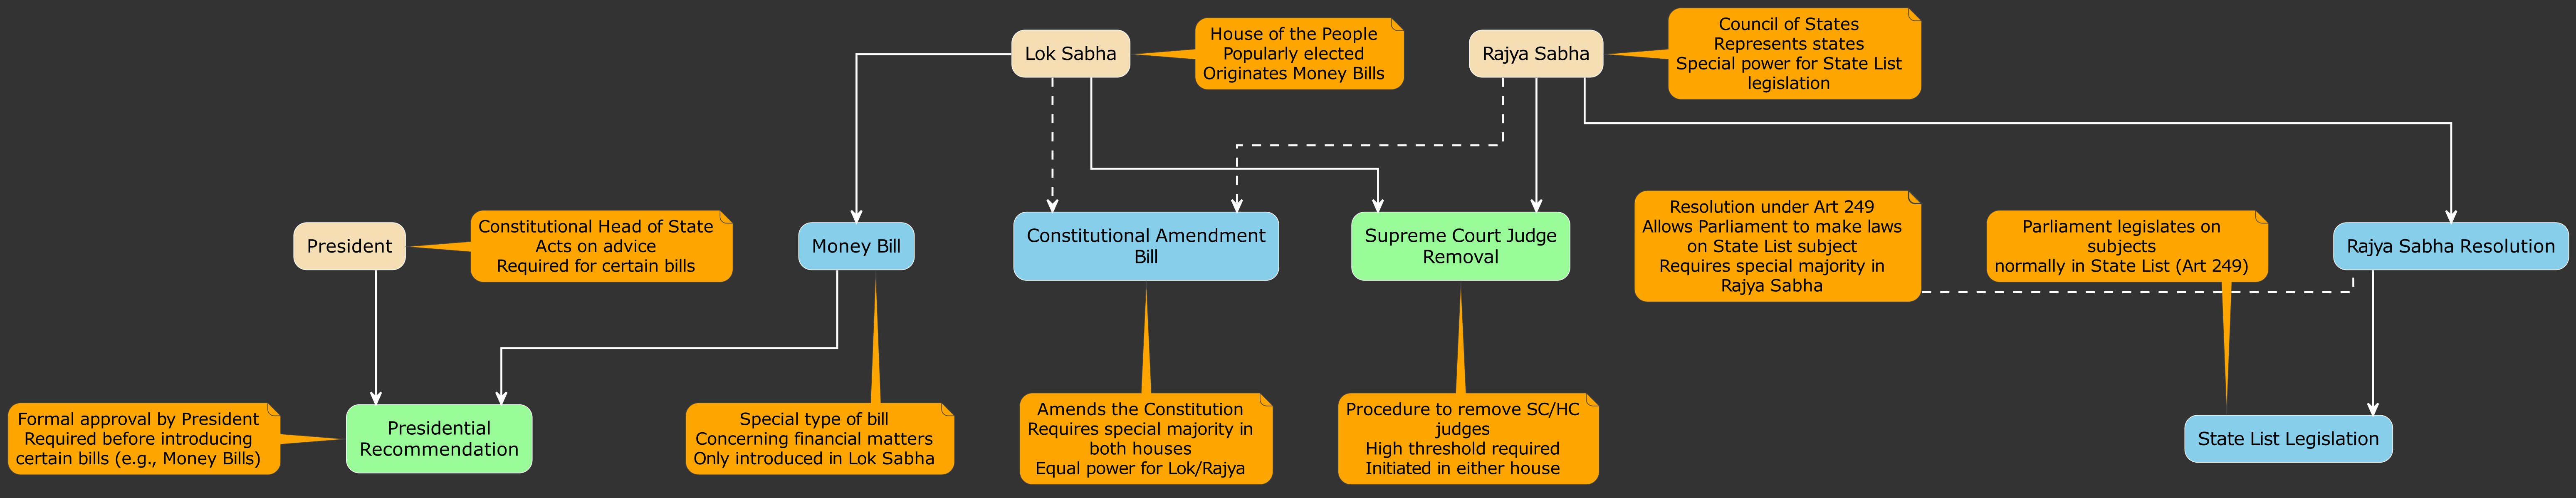 Lok Sabha
House of the People
Popularly elected
Originates Money Bills
Rajya Sabha
Council of States
Represents states
Special power for State List
legislation
President
Constitutional Head of State
Acts on advice
Required for certain bills
Money Bill
Constitutional Amendment
Bill
Supreme Court Judge
Removal
Resolution under Art 249
Allows Parliament to make laws
on State List subject
Requires special majority in
Rajya Sabha
Parliament legislates on
subjects
normally in State List (Art 249)
Rajya Sabha Resolution
Formal approval by President
Required before introducing
certain bills (e.g., Money Bills)
Presidential
Recommendation
Special type of bill
Concerning financial matters
Only introduced in Lok Sabha
Amends the Constitution
Requires special majority in
both houses
Equal power for Lok/Rajya
Procedure to remove SC/HC
judges
High threshold required
Initiated in either house
State List Legislation